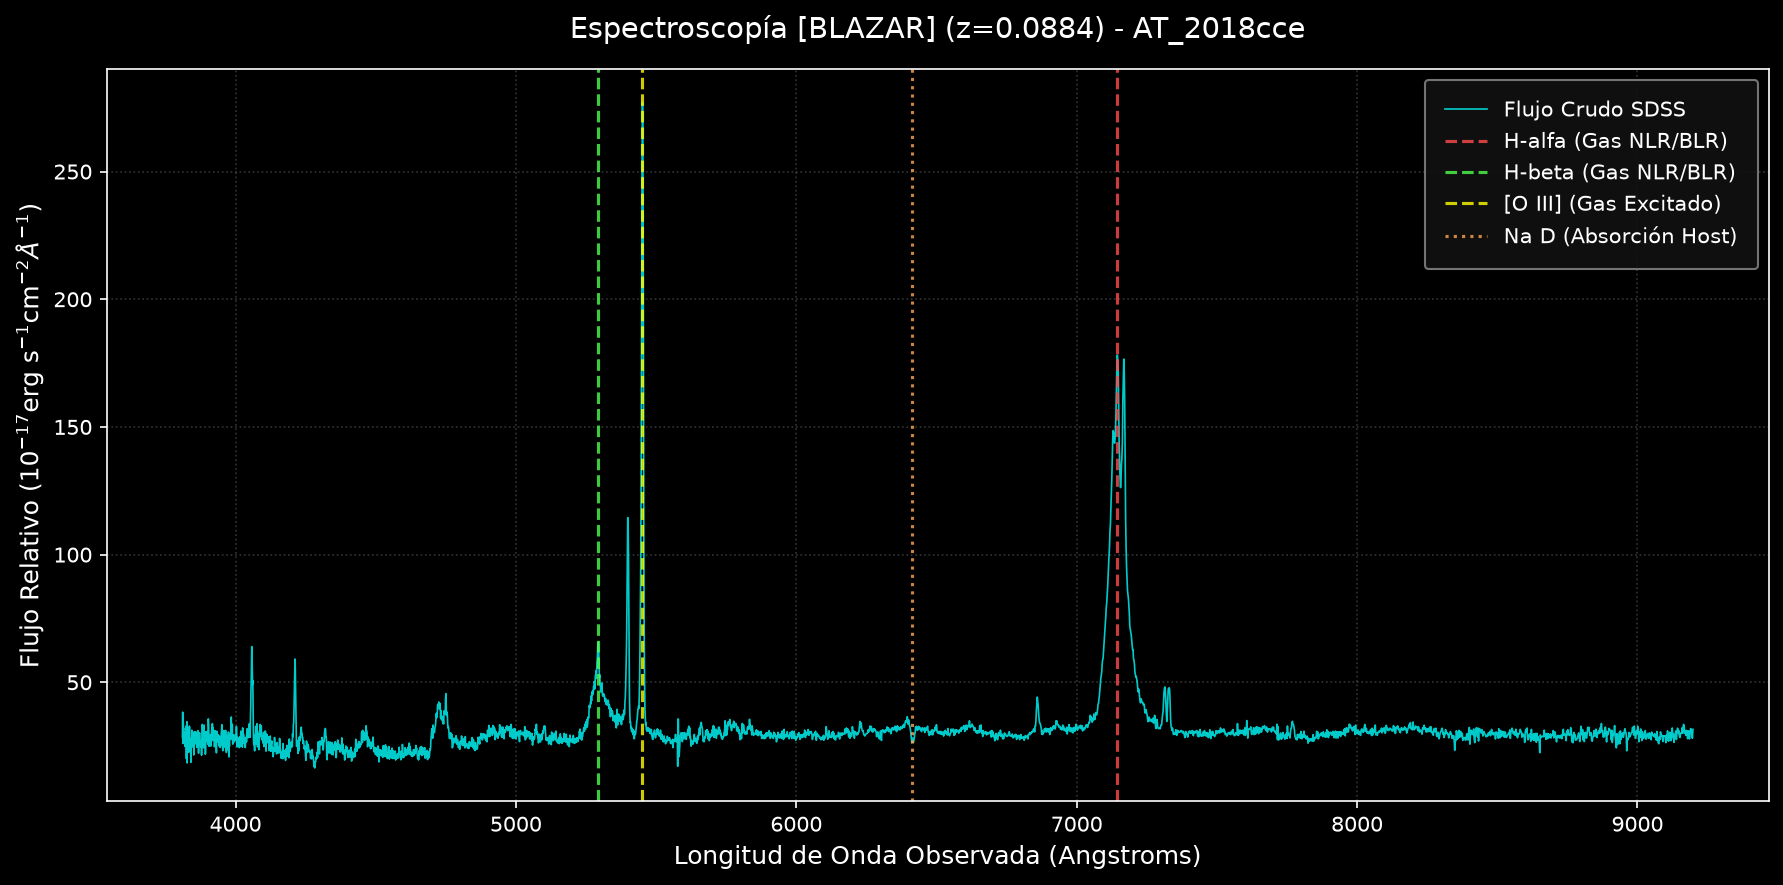 Espectroscopía [BLAZAR] (z=0.0884) - AT_2018cce
Flujo Crudo SDSS
H-alfa (Gas NLR/BLR)
H-beta (Gas NLR/BLR)
[O III] (Gas Excitado)
Na D (Absorción Host)
Flujo Relativo (10⁻¹⁷erg s⁻¹cm⁻²Å⁻¹)
250
200
150
100
50
4000 5000 6000 7000 8000 9000
Longitud de Onda Observada (Angstroms)